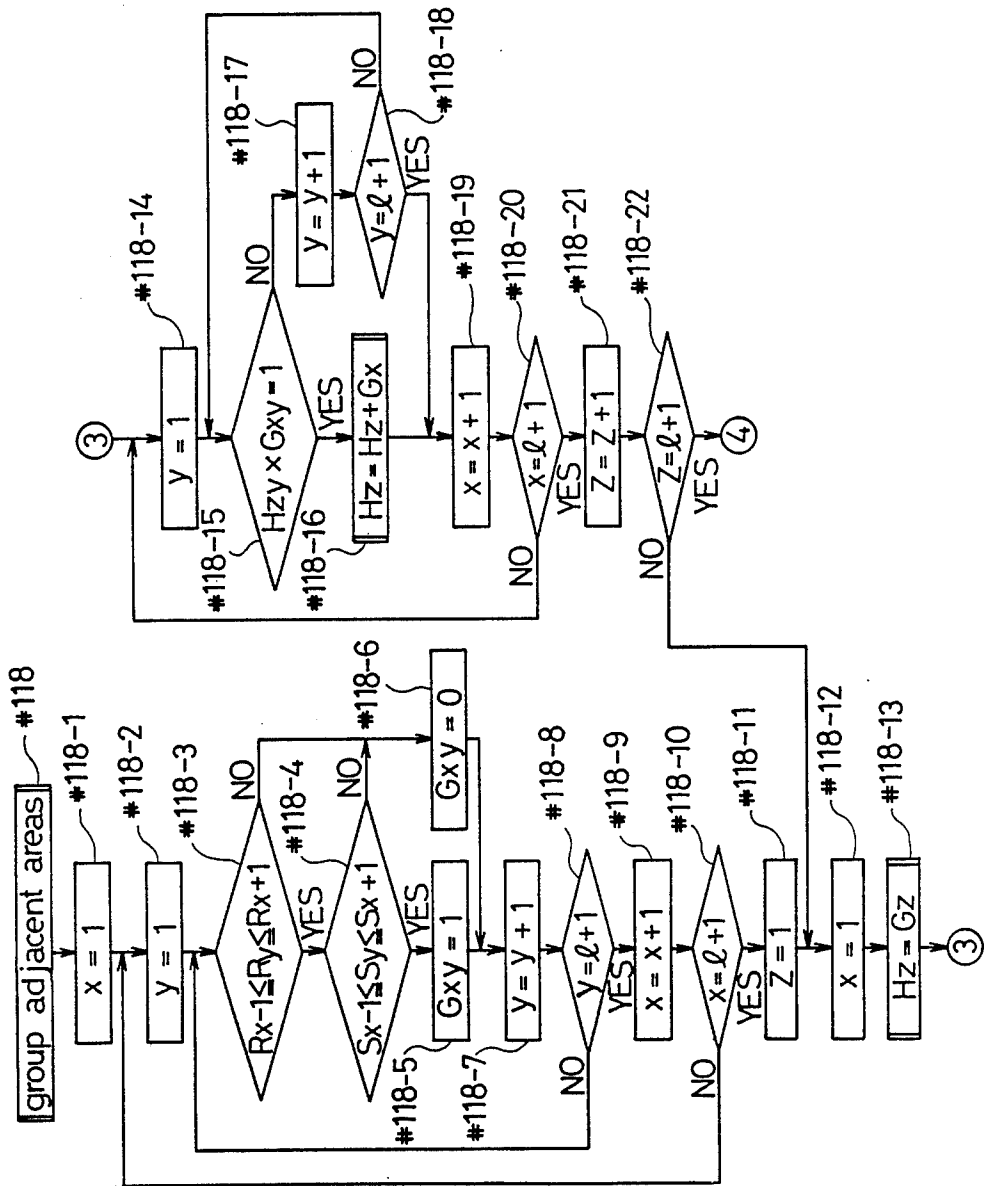 group adjacent areas
#118
x = 1
#118-1
y = 1
#118-2
Rx-1≦Ry≦Rx+1
#118-3
NO
YES
Sx-1≦Sy≦Sx+1
#118-4
NO
YES
Gxy = 1
#118-5
Gxy = 0
#118-6
y = y + 1
#118-7
y=ℓ+1
#118-8
NO
YES
x = x + 1
#118-9
x=ℓ+1
#118-10
NO
YES
Z = 1
#118-11
x = 1
#118-12
Hz = Gz
#118-13
3
3
y = 1
#118-14
Hzy × Gxy = 1
#118-15
NO
YES
Hz = Hz + Gx
#118-16
y = y + 1
#118-17
y=ℓ+1
#118-18
NO
YES
x = x + 1
#118-19
x=ℓ+1
#118-20
NO
YES
Z = Z + 1
#118-21
Z=ℓ+1
#118-22
NO
YES
4